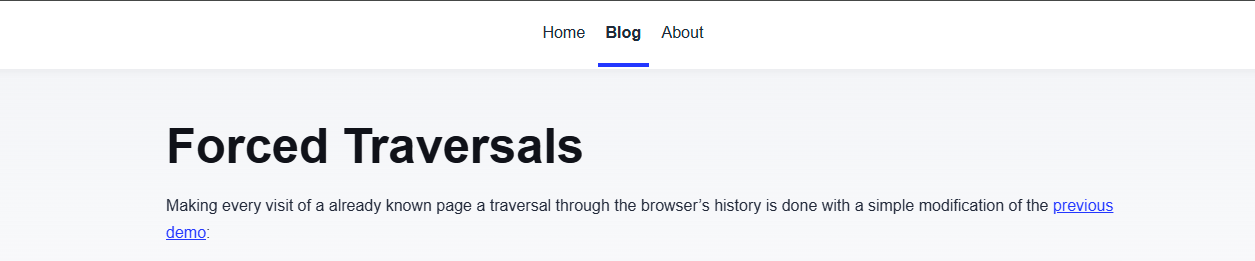 Home Blog About
Forced Traversals
Making every visit of a already known page a traversal through the browser’s history is done with a simple modification of the previous
demo: